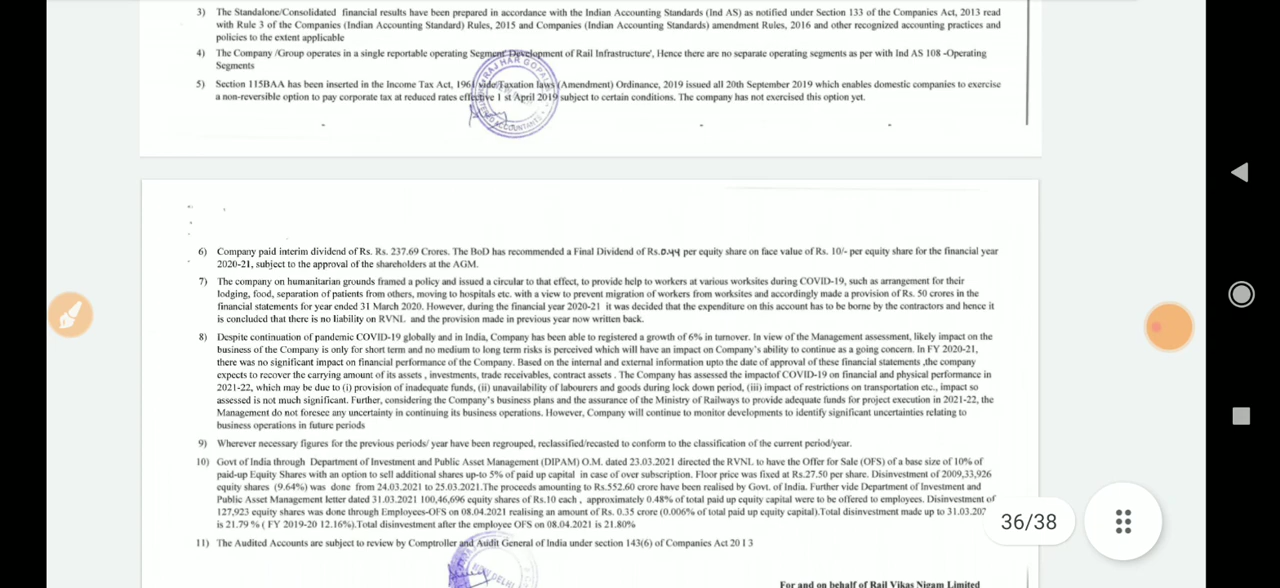 3) The Standalone/Consolidated financial results have been prepared in accordance with the Indian Accounting Standards (Ind AS) as notified under Section 133 of the Companies Act, 2013 read
with Rule 3 of the Companies (Indian Accounting Standard) Rules, 2015 and Companies (Indian Accounting Standards) amendment Rules, 2016 and other recognized accounting practices and
policies to the extent applicable
4) The Company /Group operates in a single reportable operating Segment 'Development of Rail Infrastructure', Hence there are no separate operating segments as per with Ind AS 108 -Operating
Segments
5) Section 115BAA has been inserted in the Income Tax Act, 1961 vide Taxation laws (Amendment) Ordinance, 2019 issued all 20th September 2019 which enables domestic companies to exercise
a non-reversible option to pay corporate tax at reduced rates effective 1 st April 2019 subject to certain conditions. The company has not exercised this option yet.
RAJ HAR GOPAL
ACCOUNTANTS
6) Company paid interim dividend of Rs. Rs. 237.69 Crores. The BoD has recommended a Final Dividend of Rs.0.44 per equity share on face value of Rs. 10/- per equity share for the financial year
2020-21, subject to the approval of the shareholders at the AGM.
7) The company on humanitarian grounds framed a policy and issued a circular to that effect, to provide help to workers at various worksites during COVID-19, such as arrangement for their
lodging, food, separation of patients from others, moving to hospitals etc. with a view to prevent migration of workers from worksites and accordingly made a provision of Rs. 50 crores in the
financial statements for year ended 31 March 2020. However, during the financial year 2020-21 it was decided that the expenditure on this account has to be borne by the contractors and hence it
is concluded that there is no liability on RVNL and the provision made in previous year now written back.
8) Despite continuation of pandemic COVID-19 globally and in India, Company has been able to registered a growth of 6% in turnover. In view of the Management assessment, likely impact on the
business of the Company is only for short term and no medium to long term risks is perceived which will have an impact on Company's ability to continue as a going concern. In FY 2020-21,
there was no significant impact on financial performance of the Company. Based on the internal and external information upto the date of approval of these financial statements ,the company
expects to recover the carrying amount of its assets , investments, trade receivables, contract assets . The Company has assessed the impactof COVID-19 on financial and physical performance in
2021-22, which may be due to (i) provision of inadequate funds, (ii) unavailability of labourers and goods during lock down period, (iii) impact of restrictions on transportation etc., impact so
assessed is not much significant. Further, considering the Company's business plans and the assurance of the Ministry of Railways to provide adequate funds for project execution in 2021-22, the
Management do not foresee any uncertainty in continuing its business operations. However, Company will continue to monitor developments to identify significant uncertainties relating to
business operations in future periods
9) Wherever necessary figures for the previous periods/ year have been regrouped, reclassified/recasted to conform to the classification of the current period/year.
10) Govt of India through Department of Investment and Public Asset Management (DIPAM) O.M. dated 23.03.2021 directed the RVNL to have the Offer for Sale (OFS) of a base size of 10% of
paid-up Equity Shares with an option to sell additional shares up-to 5% of paid up capital in case of over subscription. Floor price was fixed at Rs.27.50 per share. Disinvestment of 2009,33,926
equity shares (9.64%) was done from 24.03.2021 to 25.03.2021.The proceeds amounting to Rs.552.60 crore have been realised by Govt. of India. Further vide Department of Investment and
Public Asset Management letter dated 31.03.2021 100,46,696 equity shares of Rs.10 each , approximately 0.48% of total paid up equity capital were to be offered to employees. Disinvestment of
127,923 equity shares was done through Employees-OFS on 08.04.2021 realising an amount of Rs. 0.35 crore (0.006% of total paid up equity capital).Total disinvestment made up to 31.03.202
is 21.79 % ( FY 2019-20 12.16%).Total disinvestment after the employee OFS on 08.04.2021 is 21.80%
36/38
11) The Audited Accounts are subject to review by Comptroller and Audit General of India under section 143(6) of Companies Act 2013
For and on behalf of Rail Vikas Nigam Limited